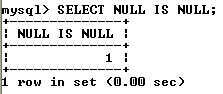 mysql> SELECT NULL IS NULL;
+--------------+
| NULL IS NULL |
+--------------+
|            1 |
+--------------+
1 row in set (0.00 sec)